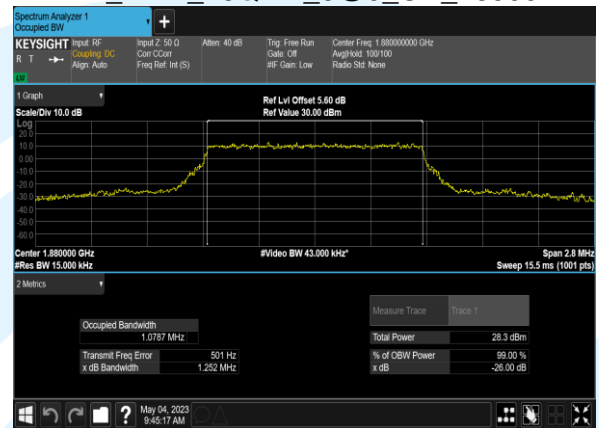 Spectrum Analyzer 1
Occupied BW
KEYSIGHT
R T
Input: RF
Coupling: DC
Align: Auto
Input Z: 50 Ω
Corr CCorr
Freq Ref: Int (S)
Atten: 40 dB
Trig: Free Run
Gate: Off
#IF Gain: Low
Center Freq: 1.880000000 GHz
Avg|Hold: 100/100
Radio Std: None
1 Graph
Scale/Div 10.0 dB
Ref Lvl Offset 5.60 dB
Ref Value 30.00 dBm
Log
20.0
10.0
0.00
-10.0
-20.0
-30.0
-40.0
-50.0
-60.0
Center 1.880000 GHz
#Video BW 43.000 kHz*
Span 2.8 MHz
#Res BW 15.000 kHz
Sweep 15.5 ms (1001 pts)
2 Metrics
Measure Trace Trace 1
Occupied Bandwidth
1.0787 MHz
Total Power 28.3 dBm
Transmit Freq Error 501 Hz
% of OBW Power 99.00 %
x dB Bandwidth 1.252 MHz
x dB -26.00 dB
May 04, 2023
9:45:17 AM